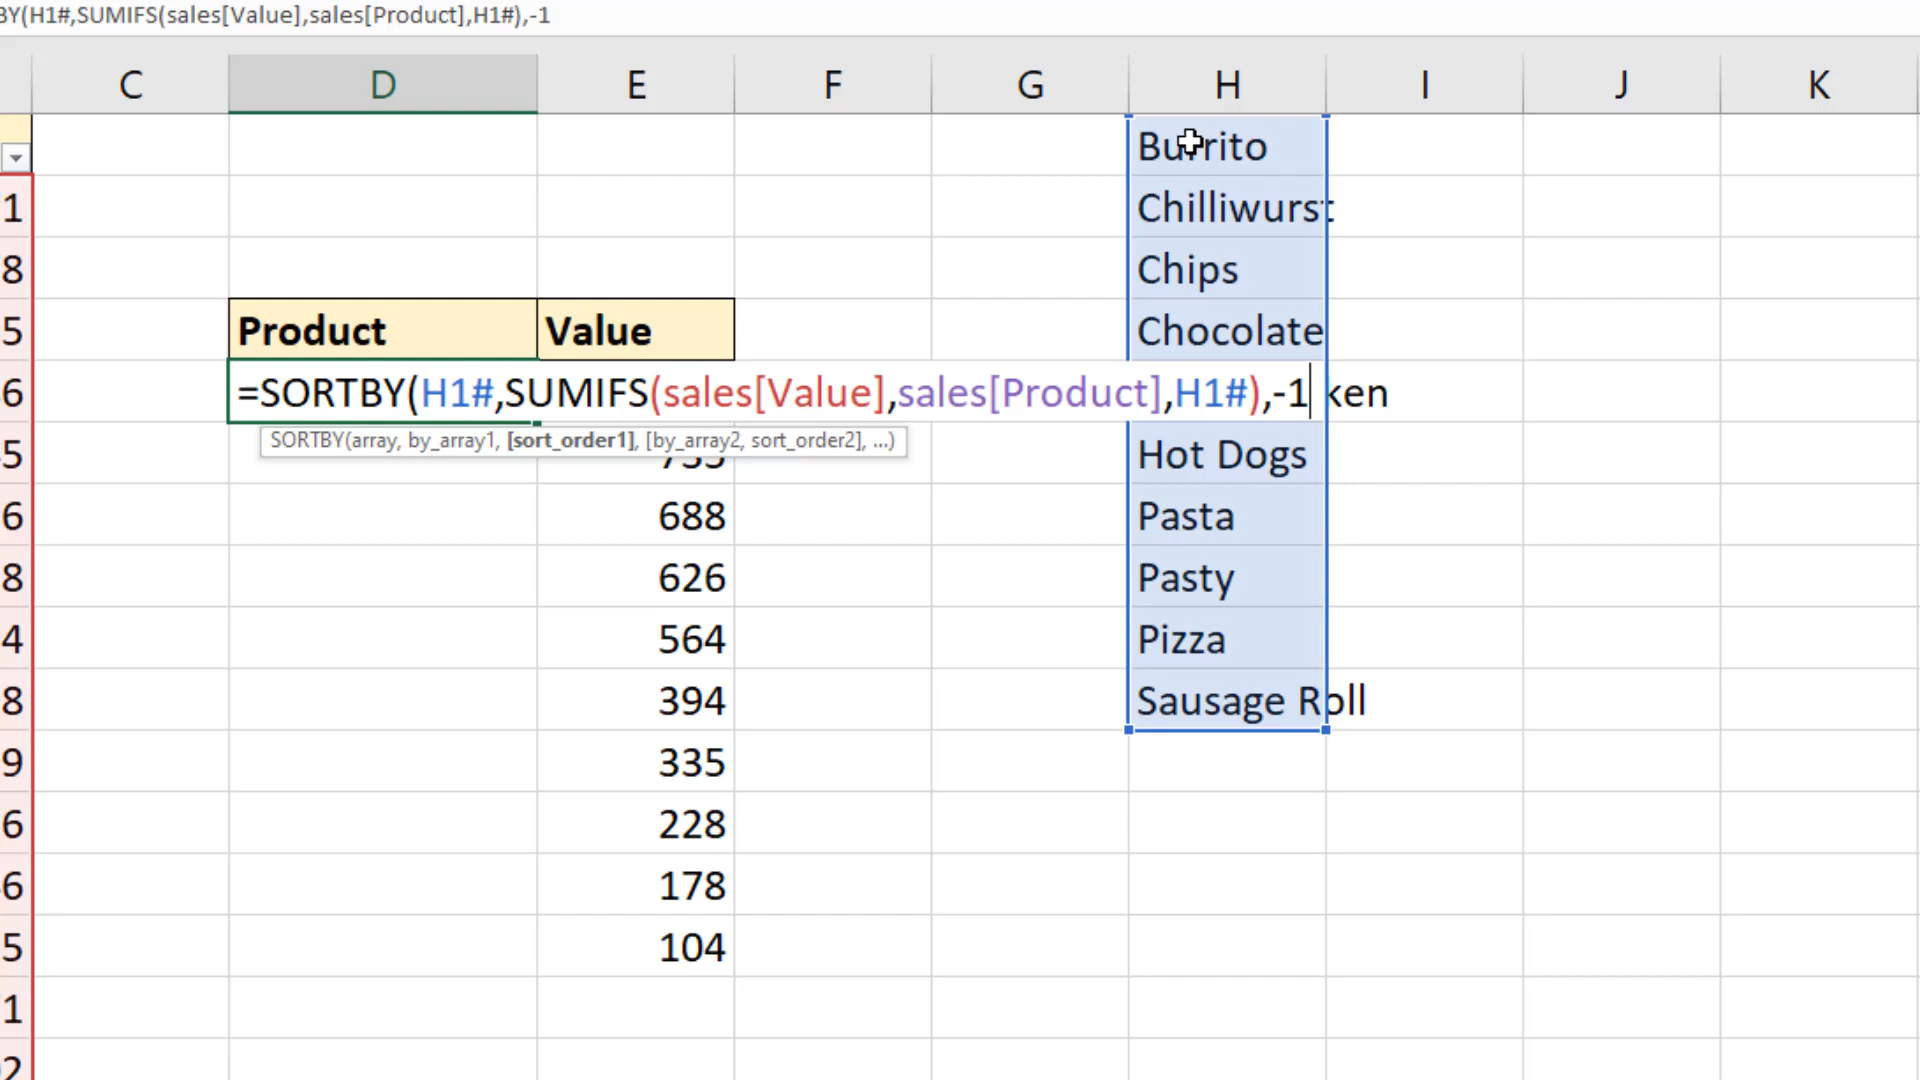 BY(H1#,SUMIFS(sales[Value],sales[Product],H1#),-1
C D E F G H I J K
Burrito
1 Chilliwurst
8 Chips
5 Product Value Chocolate
6 =SORTBY(H1#,SUMIFS(sales[Value],sales[Product],H1#),-1 ken
SORTBY(array, by_array1, [sort_order1], [by_array2, sort_order2], ...)
5 Hot Dogs
6 688 Pasta
8 626 Pasty
4 564 Pizza
8 394 Sausage Roll
9 335
6 228
6 178
5 104
1
2